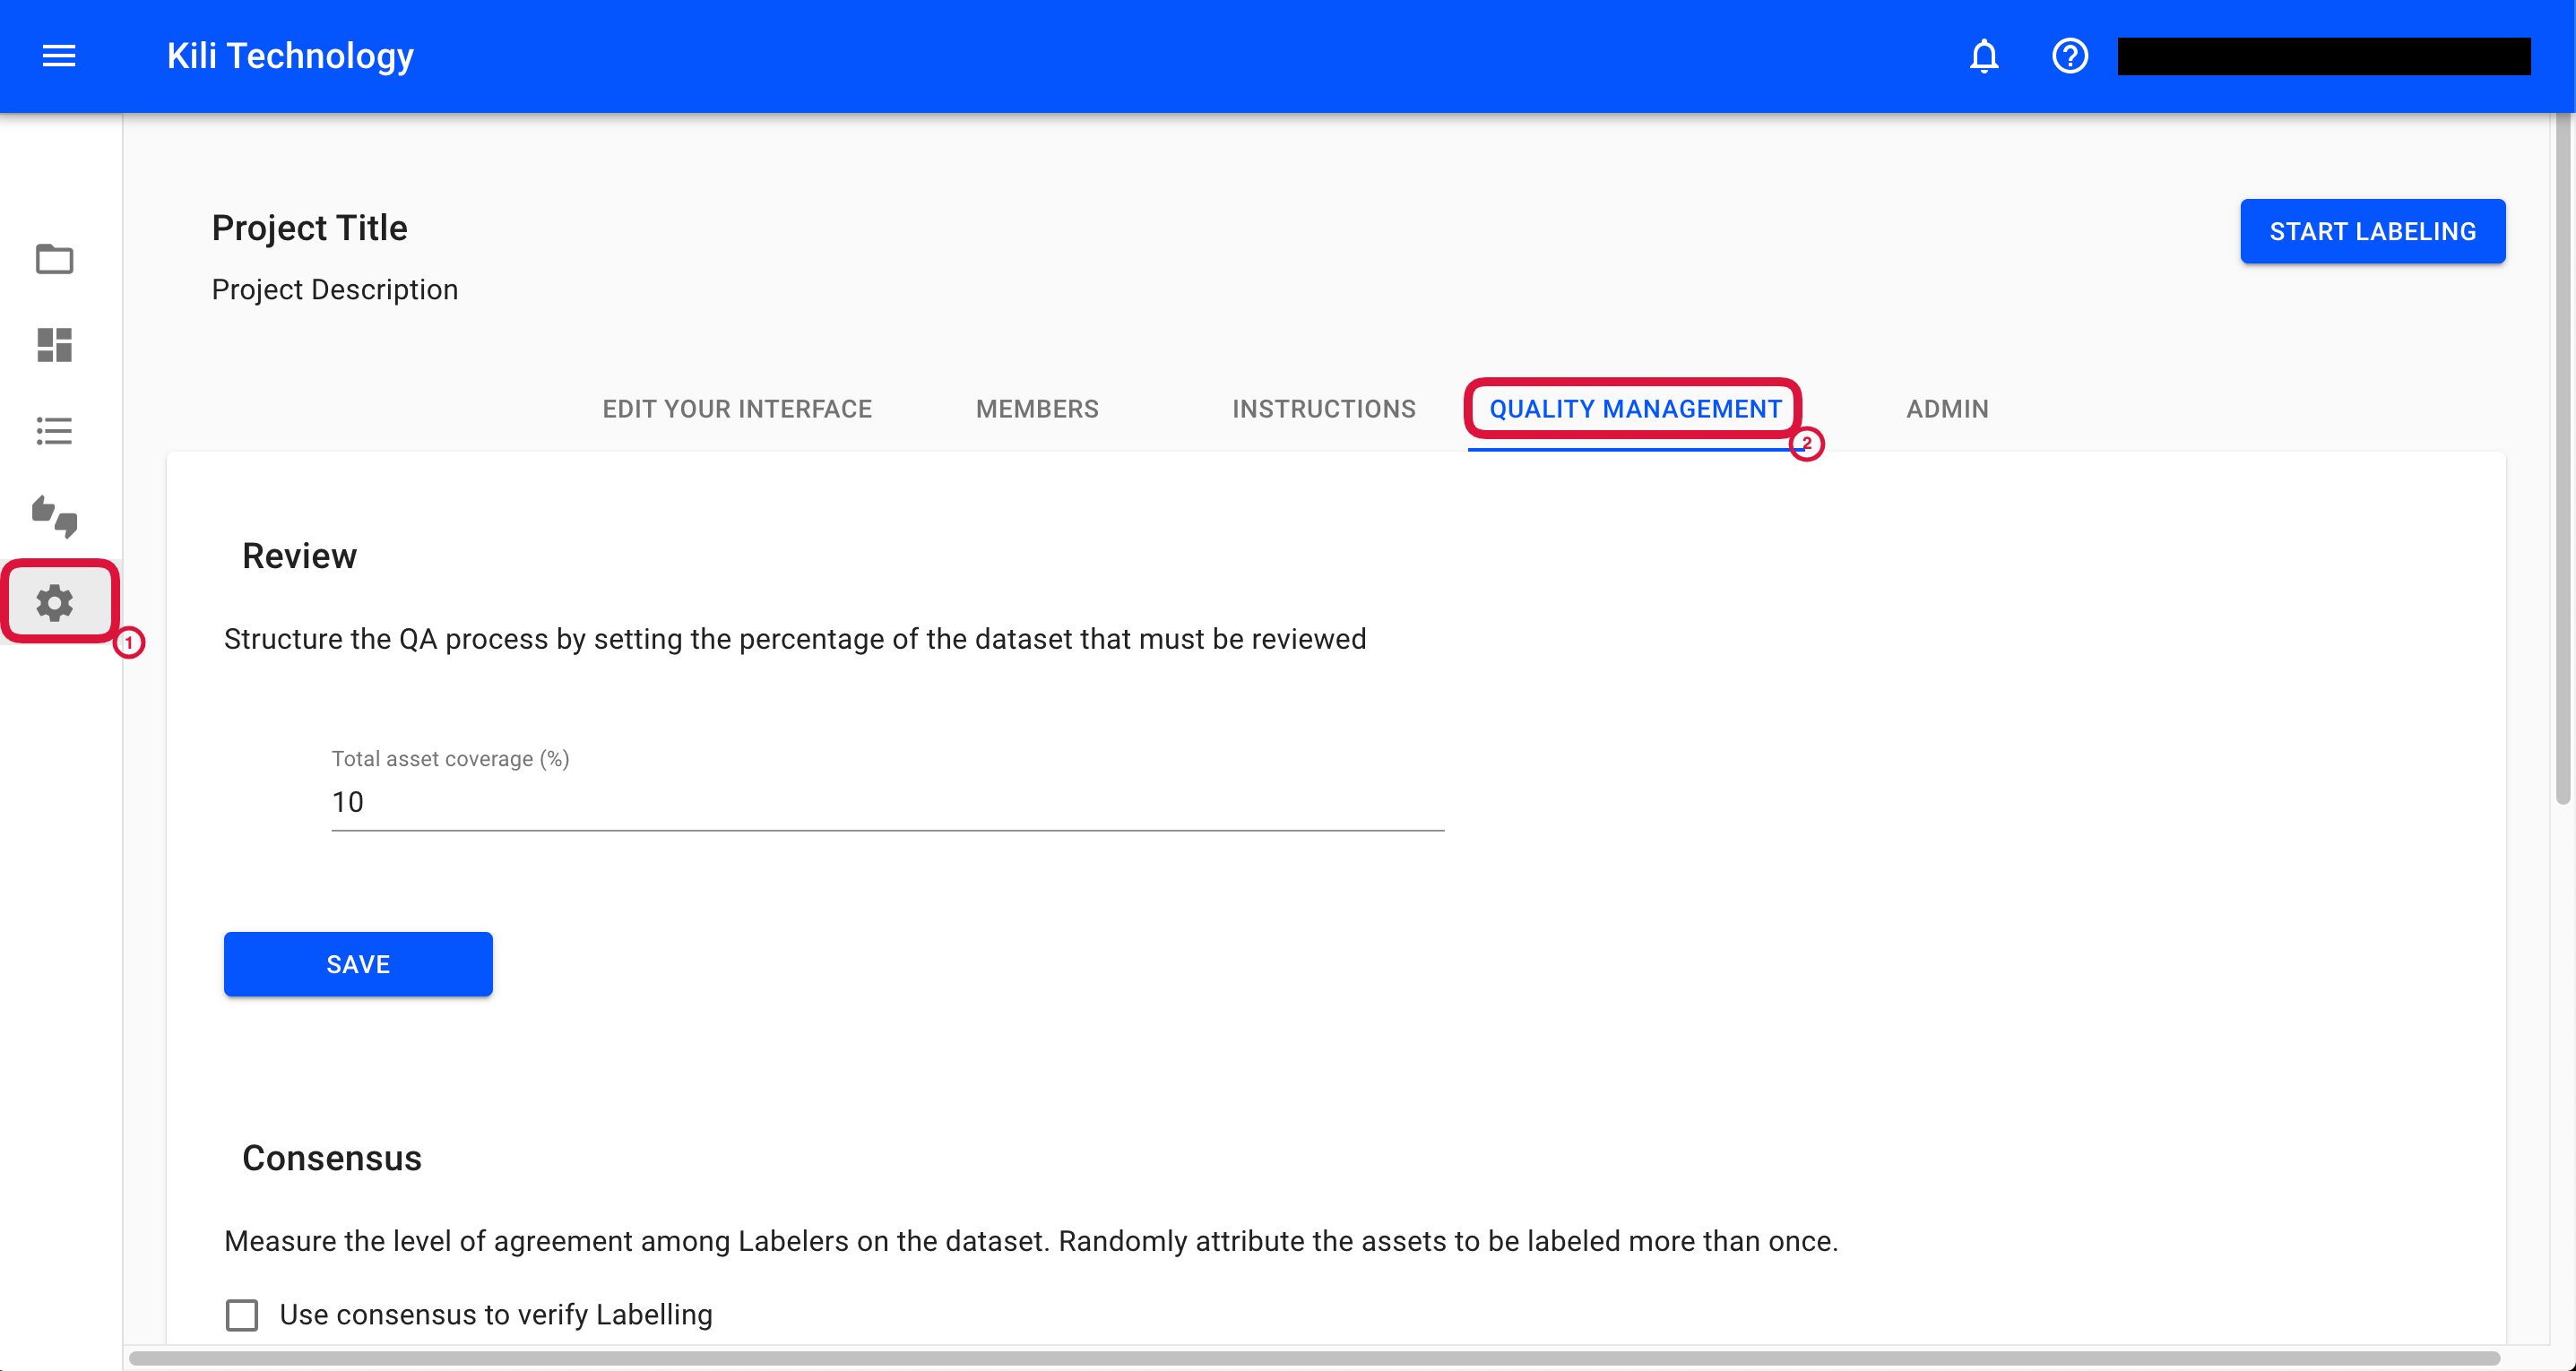 Kili Technology
Project Title
START LABELING
Project Description
EDIT YOUR INTERFACE MEMBERS INSTRUCTIONS QUALITY MANAGEMENT ADMIN
2
Review
1
Structure the QA process by setting the percentage of the dataset that must be reviewed
Total asset coverage (%)
10
SAVE
Consensus
Measure the level of agreement among Labelers on the dataset. Randomly attribute the assets to be labeled more than once.
Use consensus to verify Labelling